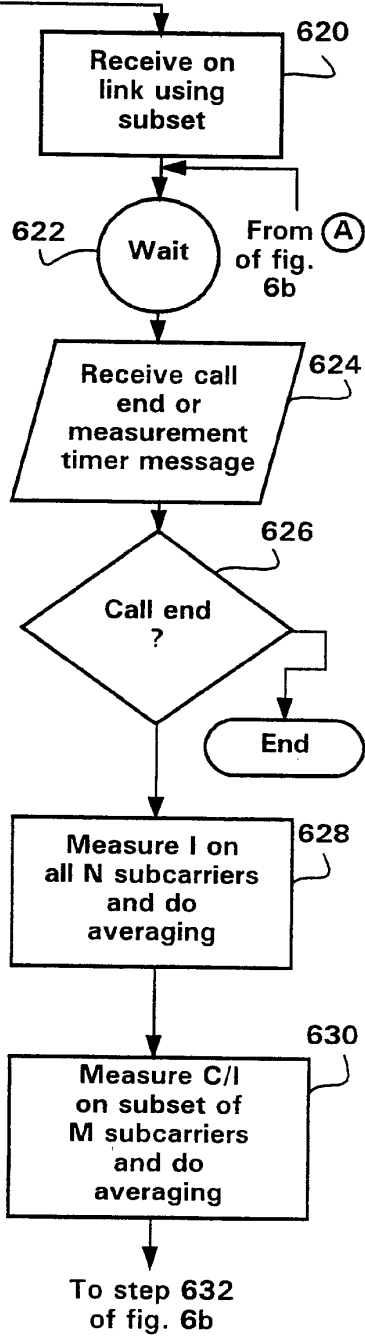 620
Receive on
link using
subset
622
Wait
From A
of fig.
6b
624
Receive call
end or
measurement
timer message
626
Call end
?
End
628
Measure I on
all N subcarriers
and do
averaging
630
Measure C/I
on subset of
M subcarriers
and do
averaging
To step 632
of fig. 6b